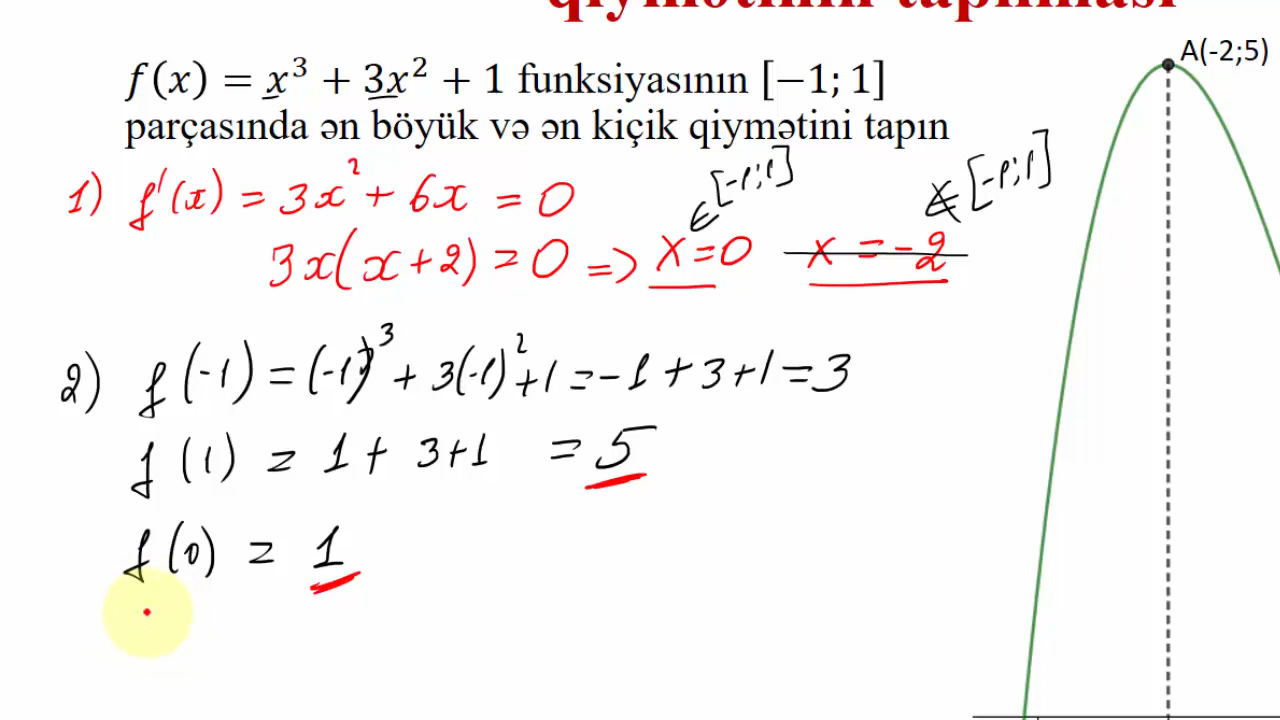 qiymətinin tapılması
f(x) = x³ + 3x² + 1 funksiyasının [−1; 1]
parçasında ən böyük və ən kiçik qiymətini tapın
A(-2;5)
∈[-1;1] ∉[-1;1]
1) f'(x) = 3x² + 6x = 0
3x(x+2) = 0 => x=0 x = -2
2) f(-1) = (-1)³ + 3(-1)² + 1 = -1 + 3 + 1 = 3
f(1) = 1 + 3 + 1 = 5
f(0) = 1